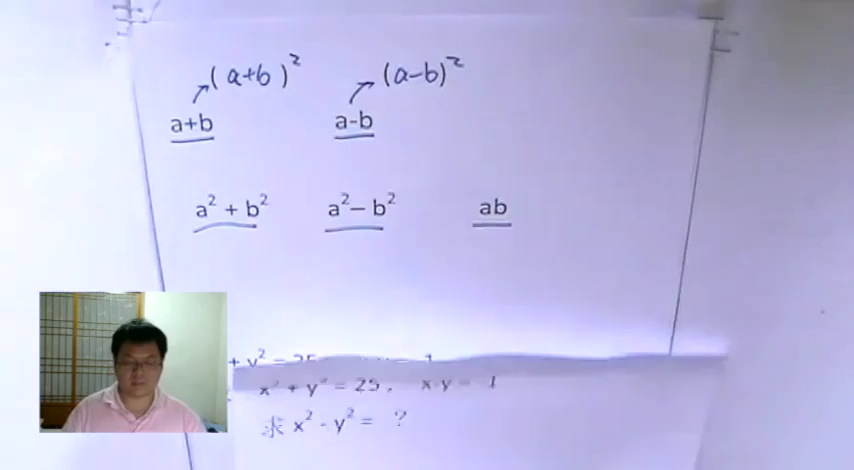 (a+b)² (a-b)²
a+b a-b
a² + b² a² - b² ab
x² + y² = 25,
求 x² - y² = ?